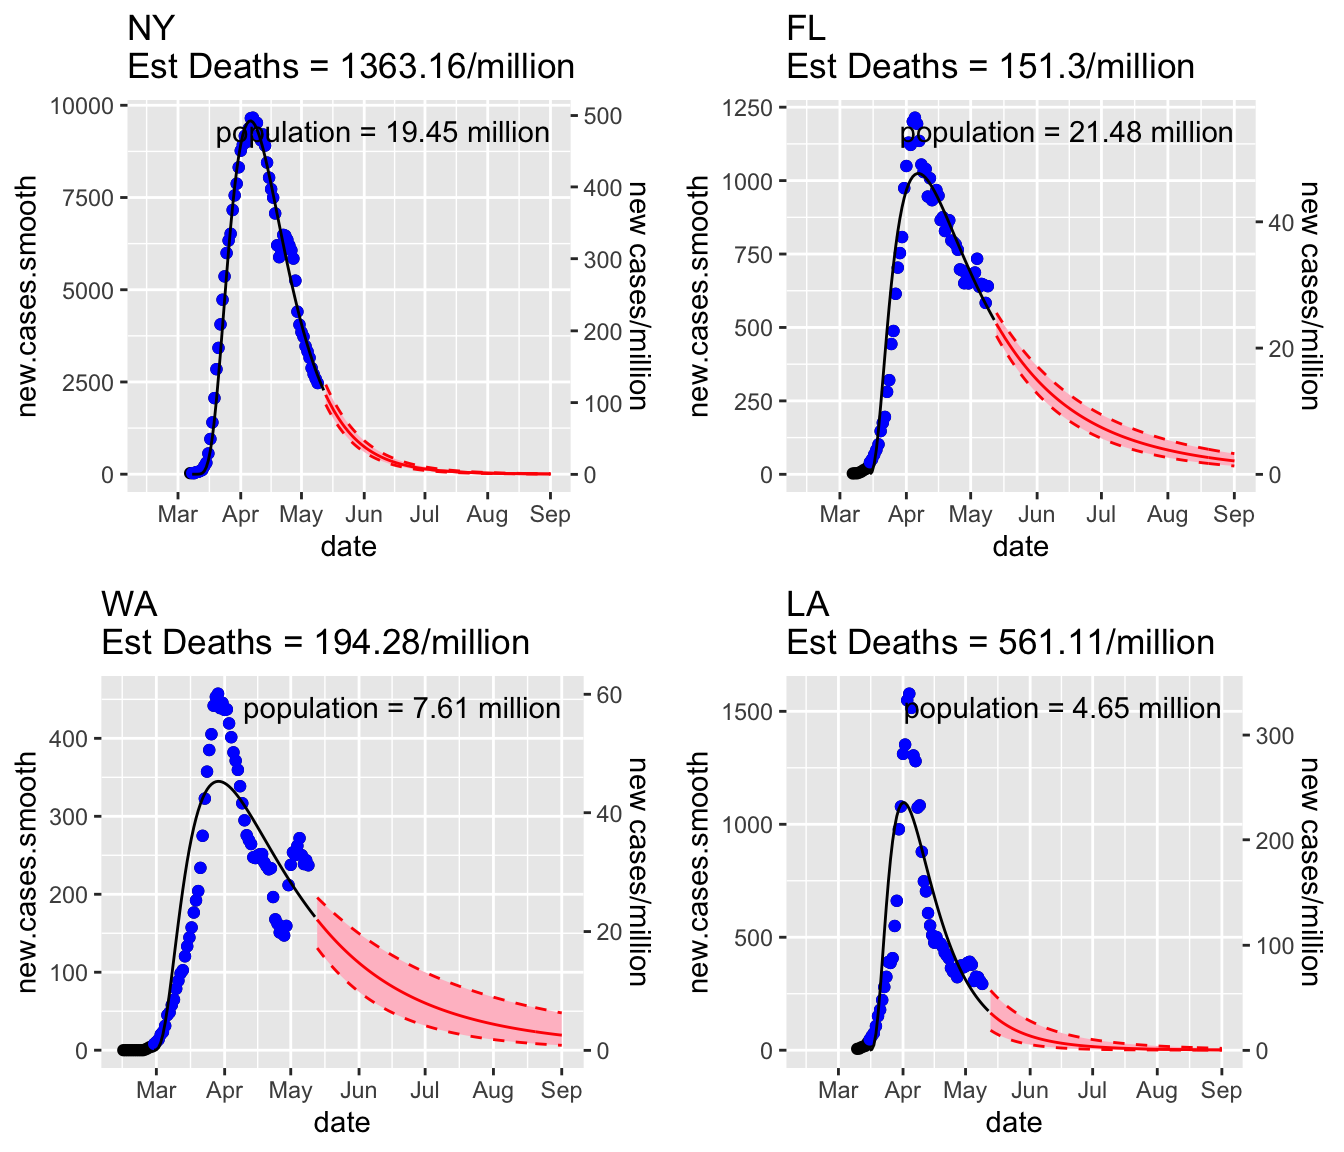 NY
Est Deaths = 1363.16/million
population = 19.45 million
new.cases.smooth
10000
7500
5000
2500
0
500
400
300
200
100
0
new cases/million
Mar Apr May Jun Jul Aug Sep
date
FL
Est Deaths = 151.3/million
population = 21.48 million
new.cases.smooth
1250
1000
750
500
250
0
40
20
0
new cases/million
Mar Apr May Jun Jul Aug Sep
date
WA
Est Deaths = 194.28/million
population = 7.61 million
new.cases.smooth
400
300
200
100
0
60
40
20
0
new cases/million
Mar Apr May Jun Jul Aug Sep
date
LA
Est Deaths = 561.11/million
population = 4.65 million
new.cases.smooth
1500
1000
500
0
300
200
100
0
new cases/million
Mar Apr May Jun Jul Aug Sep
date